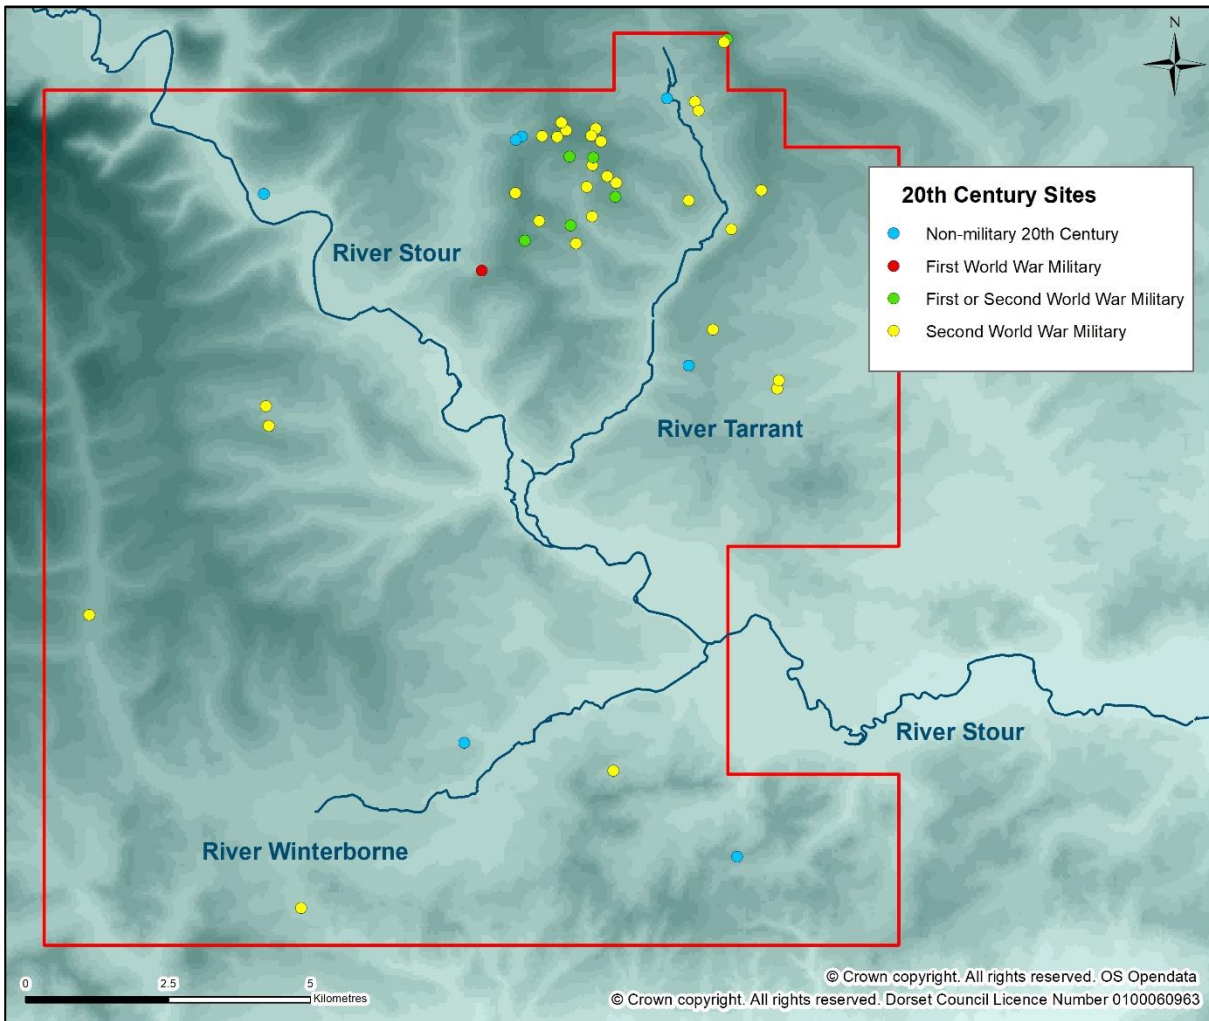 N
20th Century Sites
Non-military 20th Century
First World War Military
First or Second World War Military
Second World War Military
River Stour
River Tarrant
River Stour
River Winterborne
0 2.5 5
Kilometres
© Crown copyright. All rights reserved. OS Opendata
© Crown copyright. All rights reserved. Dorset Council Licence Number 0100060963